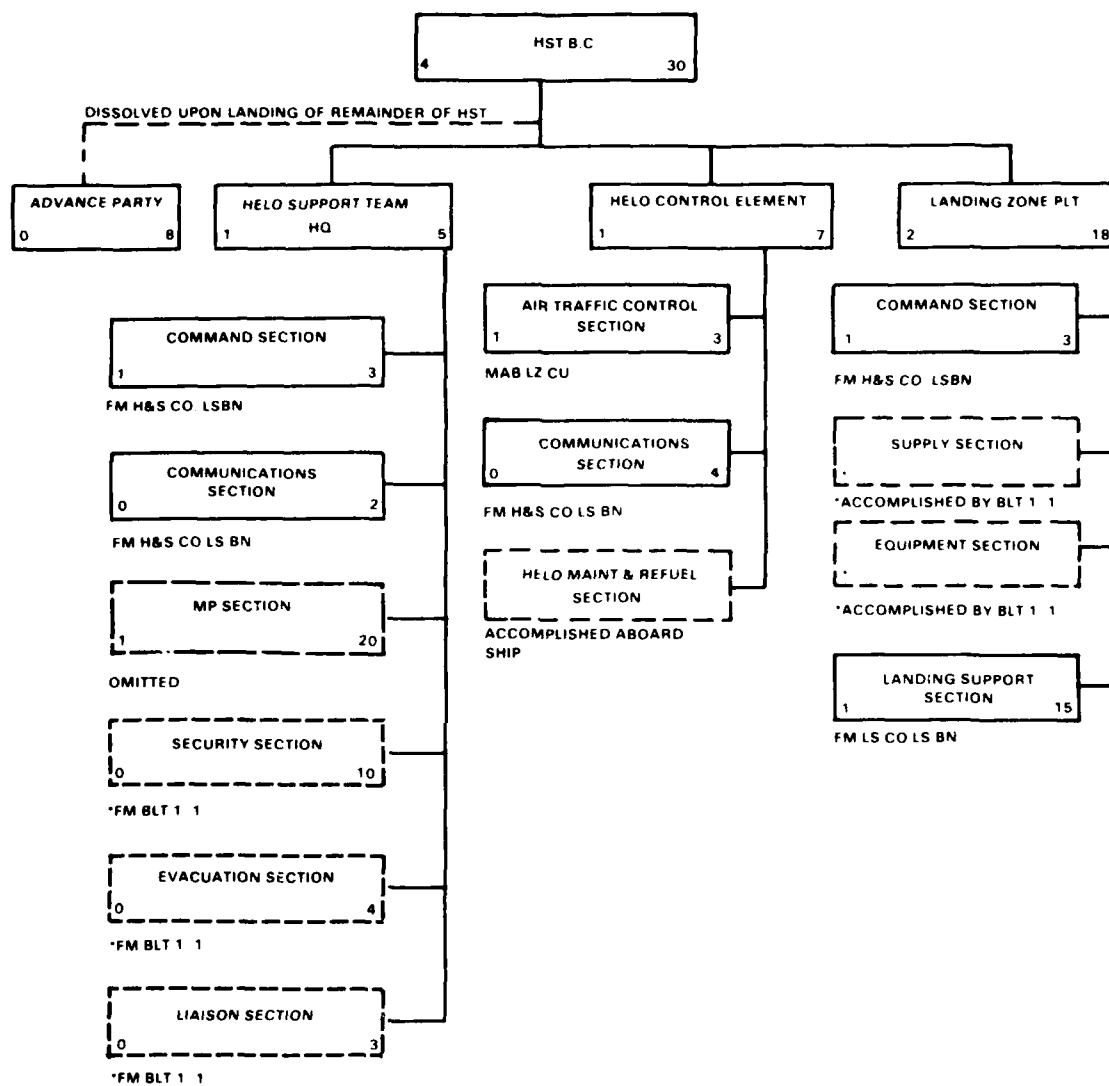 HST B.C
4 30
DISSOLVED UPON LANDING OF REMAINDER OF HST
ADVANCE PARTY
0 8
HELO SUPPORT TEAM
HQ
1 5
HELO CONTROL ELEMENT
1 7
LANDING ZONE PLT
2 18
COMMAND SECTION
1 3
FM H&S CO LSBN
COMMUNICATIONS
SECTION
0 2
FM H&S CO LS BN
MP SECTION
1 20
OMITTED
SECURITY SECTION
0 10
*FM BLT 1 1
EVACUATION SECTION
0 4
*FM BLT 1 1
LIAISON SECTION
0 3
*FM BLT 1 1
AIR TRAFFIC CONTROL
SECTION
1 3
MAB LZ CU
COMMUNICATIONS
SECTION
0 4
FM H&S CO LS BN
HELO MAINT & REFUEL
SECTION
ACCOMPLISHED ABOARD
SHIP
COMMAND SECTION
1 3
FM H&S CO LSBN
SUPPLY SECTION
*
*ACCOMPLISHED BY BLT 1 1
EQUIPMENT SECTION
*
*ACCOMPLISHED BY BLT 1 1
LANDING SUPPORT
SECTION
1 15
FM LS CO LS BN